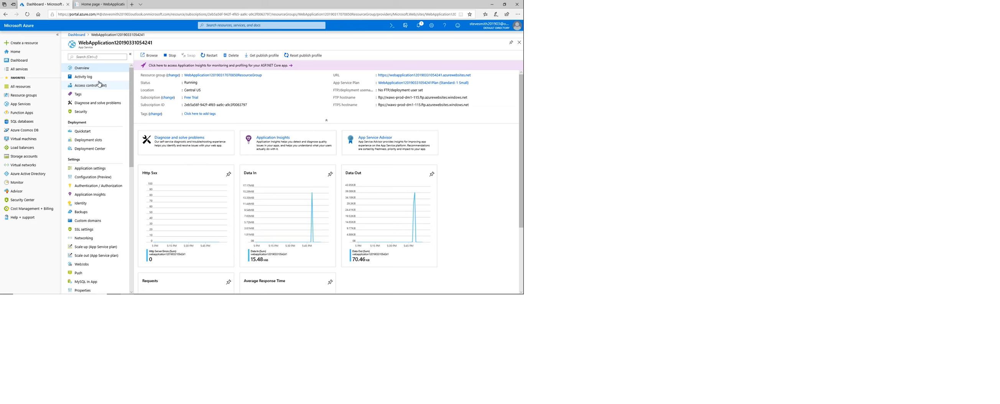 Dashboard - Microsoft A
Home page - WebApplicatio
https://portal.azure.com/#@stevesmith201903outlook.onmicrosoft.com/resource/subscriptions/2eb5a56f-942f-4f65-aa9c-a9c3f0063797/resourceGroups/WebApplication120190317070850ResourceGroup/providers/Microsoft.Web/sites/WebApplication120
Microsoft Azure
Search resources, services, and docs
1
stevesmith201903@o...
DEFAULT DIRECTORY
Create a resource
Home
Dashboard
All services
FAVORITES
All resources
Resource groups
App Services
Function Apps
SQL databases
Azure Cosmos DB
Virtual machines
Load balancers
Storage accounts
Virtual networks
Azure Active Directory
Monitor
Advisor
Security Center
Cost Management + Billing
Help + support
Dashboard > WebApplication120190331054241
WebApplication120190331054241
App Service
Search (Ctrl+/)
Overview
Activity log
Access control M)
Tags
Diagnose and solve problems
Security
Deployment
Quickstart
Deployment slots
Deployment Center
Settings
Application settings
Configuration (Preview)
Authentication / Authorization
Application Insights
Identity
Backups
Custom domains
SSL settings
Networking
Scale up (App Service plan)
Scale out (App Service plan)
WebJobs
Push
MySQL In App
Properties
Browse Stop Swap Restart Delete Get publish profile Reset publish profile
Click here to access Application Insights for monitoring and profiling for your ASP.NET Core app. →
Resource group (change) : WebApplication120190317070850ResourceGroup
Status : Running
Location : Central US
Subscription (change) : Free Trial
Subscription ID : 2eb5a56f-942f-4f65-aa9c-a9c3f0063797
Tags (change) : Click here to add tags
URL : https://webapplication120190331054241.azurewebsites.net
App Service Plan : WebApplication120190331054241Plan (Standard: 1 Small)
FTP/deployment userna... : No FTP/deployment user set
FTP hostname : ftp://waws-prod-dm1-115.ftp.azurewebsites.windows.net
FTPS hostname : ftps://waws-prod-dm1-115.ftp.azurewebsites.windows.net
Diagnose and solve problems
Our self-service diagnostic and troubleshooting experience
helps you identify and resolve issues with your web app.
Application Insights
Application Insights helps you detect and diagnose quality
issues in your apps, and helps you understand what your users
actually do with it.
App Service Advisor
App Service Advisor provides insights for improving app
experience on the App Service platform. Recommendations
are sorted by freshness, priority and impact to your app.
Http 5xx
100
90
80
70
60
50
40
30
20
10
0
5 PM 5:15 PM 5:30 PM 5:45 PM
Http Server Errors (Sum)
webapplication120190331054241
0
Data In
17.17MiB
15.26MiB
13.35MiB
11.44MiB
9.54MiB
7.63MiB
5.72MiB
3.81MiB
1.91MiB
0B
5 PM 5:15 PM 5:30 PM 5:45 PM
Data In (Sum)
webapplication120190331054241
15.48 MiB
Data Out
43.95KiB
39.06KiB
34.18KiB
29.3KiB
24.41KiB
19.53KiB
14.65KiB
9.77KiB
4.88KiB
0B
5 PM 5:15 PM 5:30 PM 5:45 PM
Data Out (Sum)
webapplication120190331054241
70.46 KiB
Requests
Average Response Time